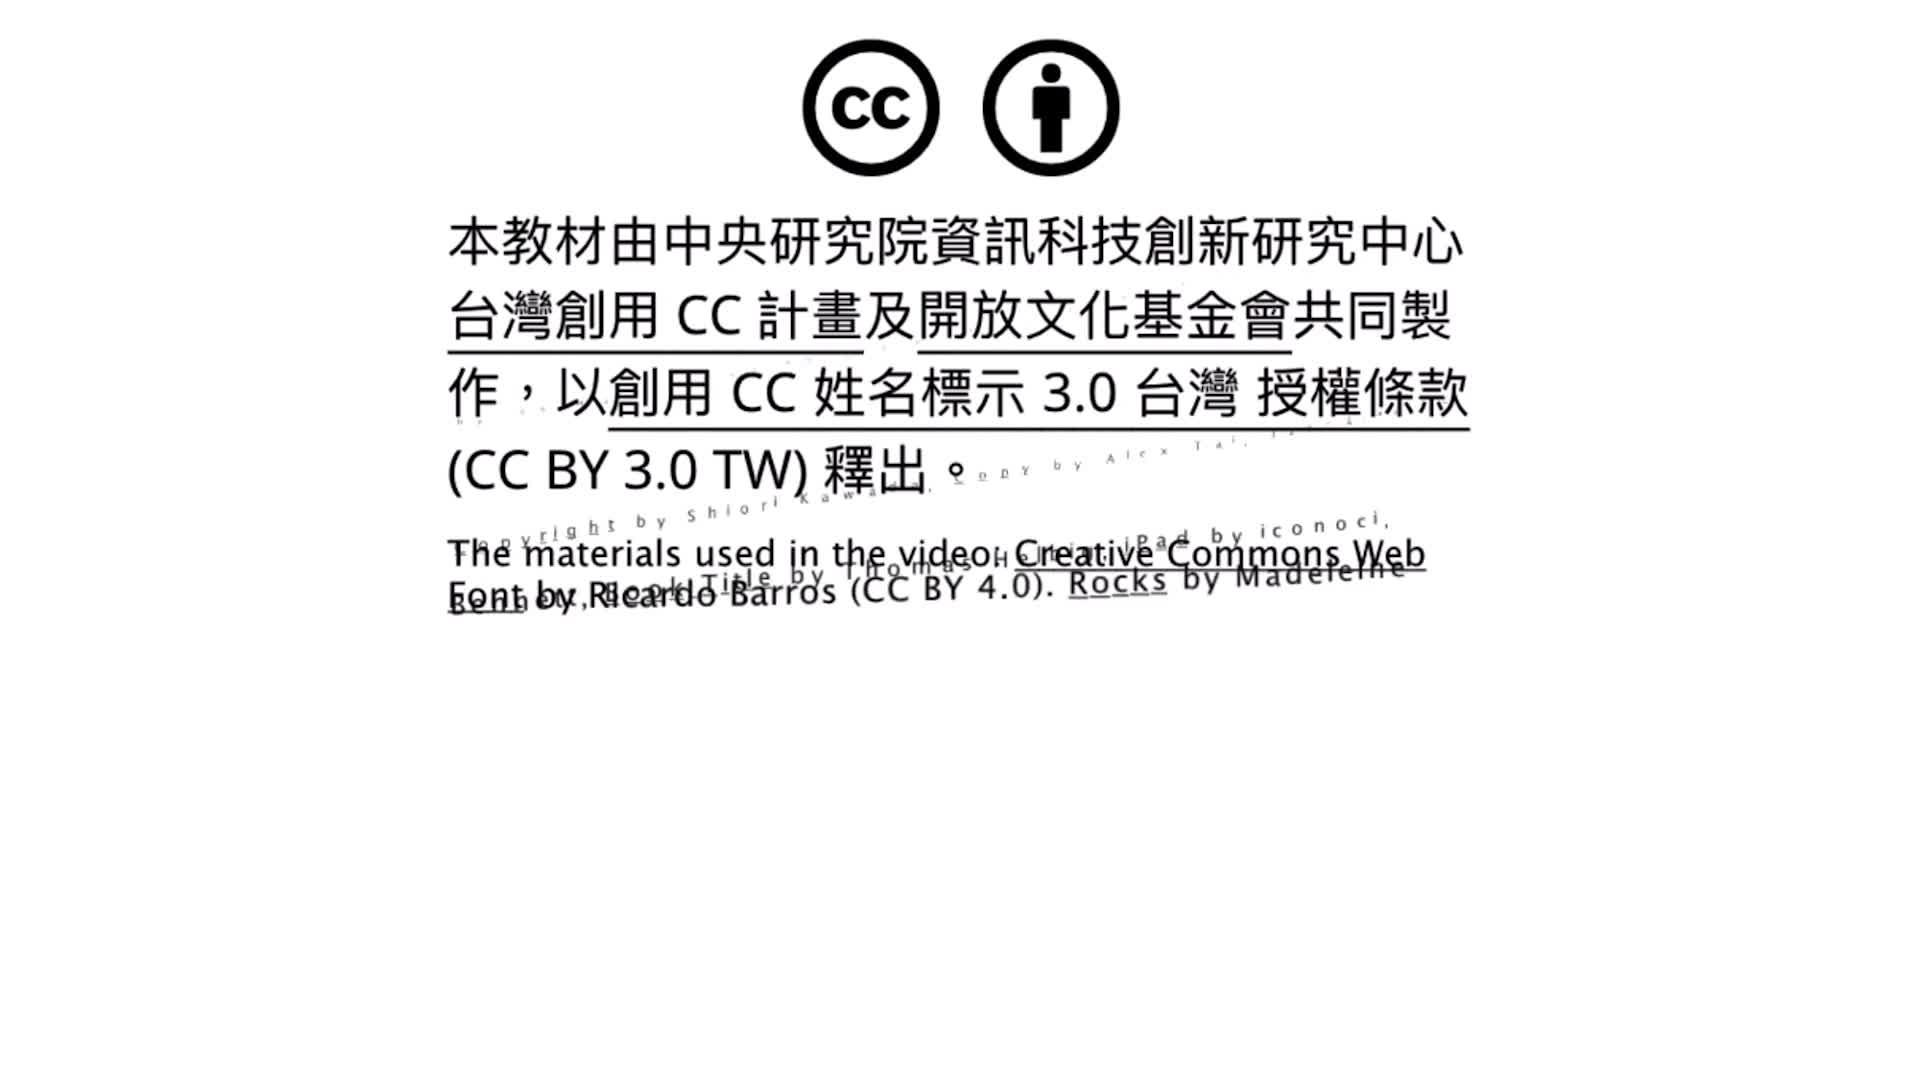 cc
本教材由中央研究院資訊科技創新研究中心
台灣創用 CC 計畫及開放文化基金會共同製
作，以創用 CC 姓名標示 3.0 台灣 授權條款
(CC BY 3.0 TW) 釋出。
Copyright by Shiori Kawada, Copy by Alex Tai,
The materials used in the video: Creative Commons Web
Font by Ricardo Barros (CC BY 4.0). Rocks by Madeleine
Bennett, Book Title by Thomas Helbig, iPad by iconoci,